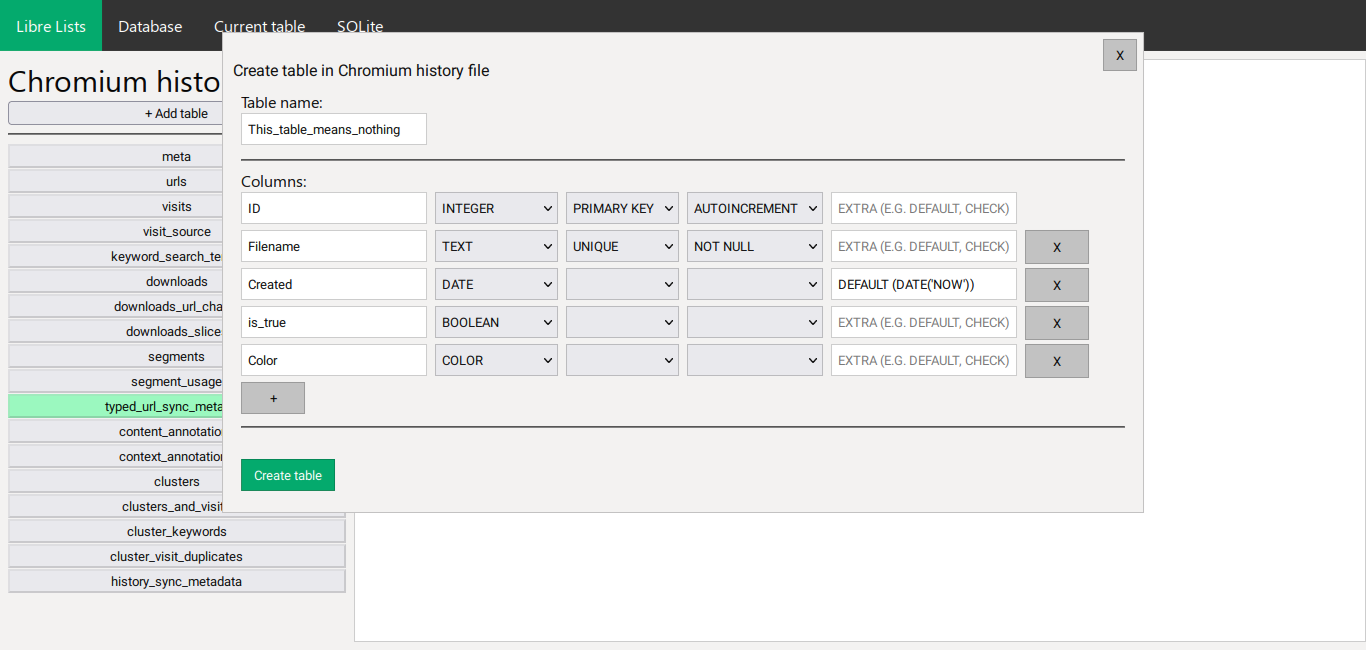 Libre Lists Database Current table SQLite
X
Create table in Chromium history file
Chromium histo
Table name:
+ Add table
This_table_means_nothing
meta
urls
visits
visit_source
keyword_search_te
downloads
downloads_url_cha
downloads_slice
segments
segment_usage
typed_url_sync_meta
content_annotatio
context_annotation
clusters
clusters_and_visit
cluster_keywords
cluster_visit_duplicates
history_sync_metadata
Columns:
ID INTEGER PRIMARY KEY AUTOINCREMENT EXTRA (E.G. DEFAULT, CHECK)
Filename TEXT UNIQUE NOT NULL EXTRA (E.G. DEFAULT, CHECK) X
Created DATE DEFAULT (DATE('NOW')) X
is_true BOOLEAN EXTRA (E.G. DEFAULT, CHECK) X
Color COLOR EXTRA (E.G. DEFAULT, CHECK) X
+
Create table